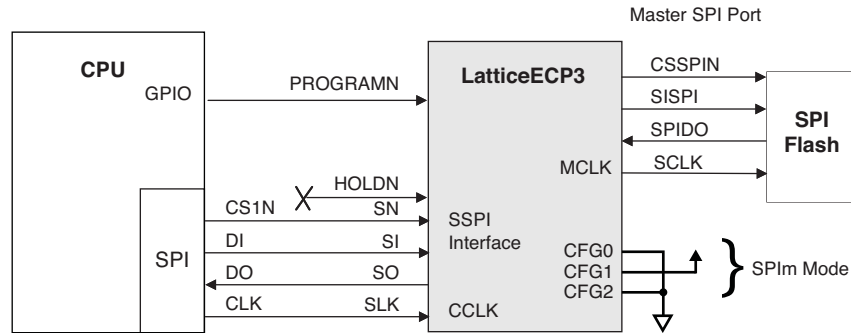 Master SPI Port
CPU
GPIO
PROGRAMN
LatticeECP3
CSSPIN
SISPI
SPIDO
MCLK
SCLK
SPI
Flash
HOLDN
CS1N
SN
SSPI
Interface
DI
SI
SPI
DO
SO
CLK
SLK
CCLK
CFG0
CFG1
CFG2
SPIm Mode